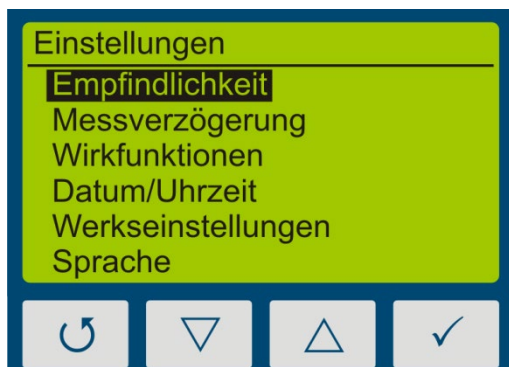 Einstellungen
Empfindlichkeit
Messverzögerung
Wirkfunktionen
Datum/Uhrzeit
Werkseinstellungen
Sprache